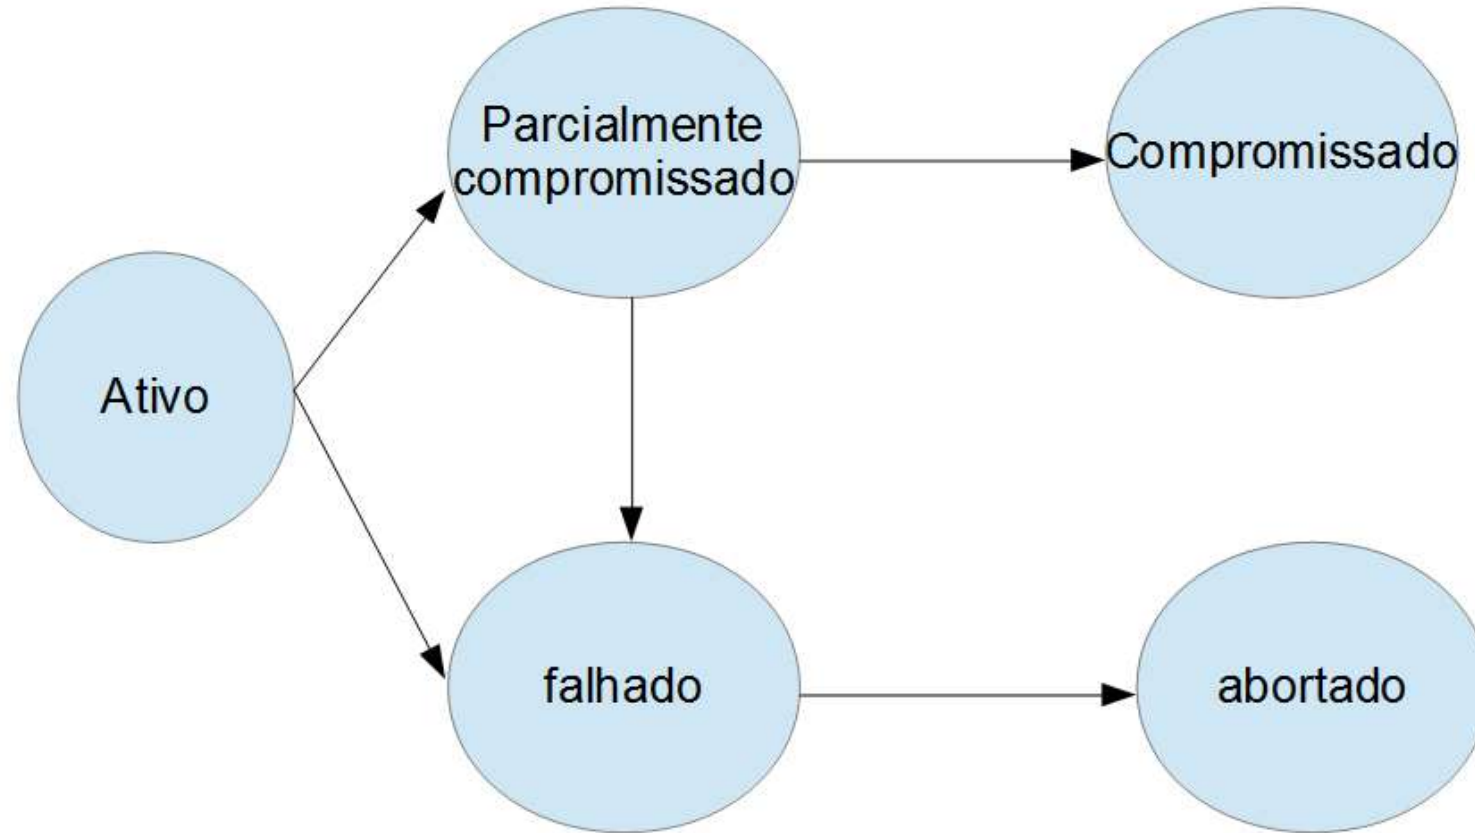 Parcialmente
compromissado
Compromissado
Ativo
falhado
abortado